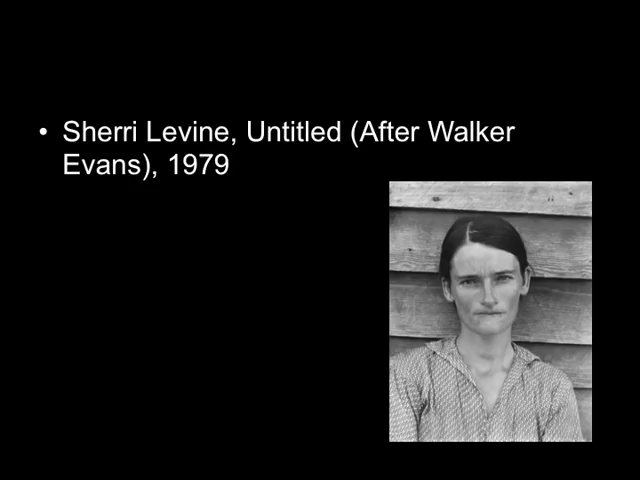 • Sherri Levine, Untitled (After Walker
Evans), 1979